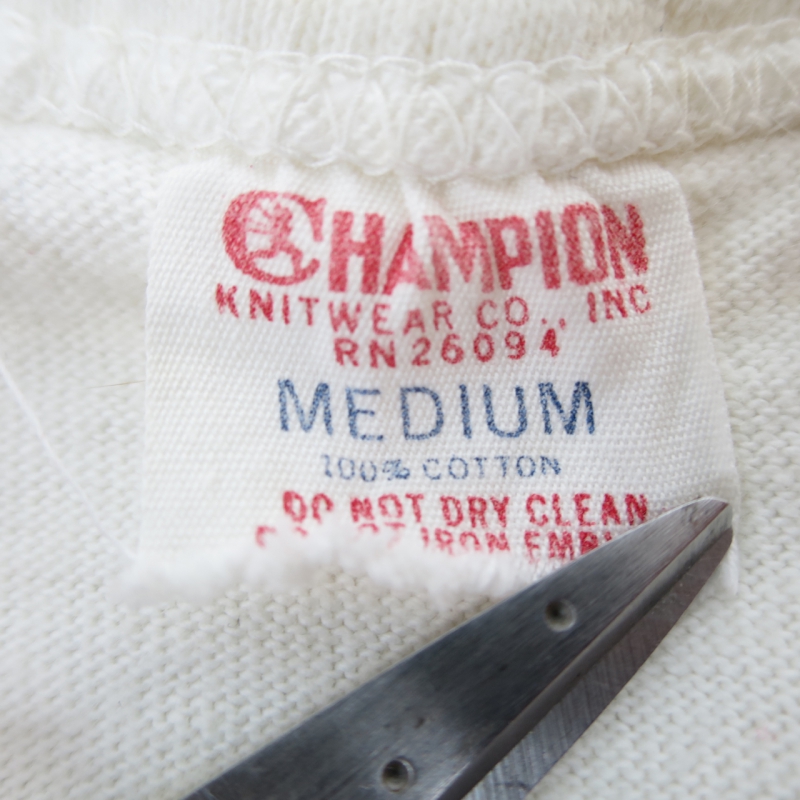 CHAMPION
KNITWEAR CO., INC
RN 26094
MEDIUM
100% COTTON
DO NOT DRY CLEAN
IRON